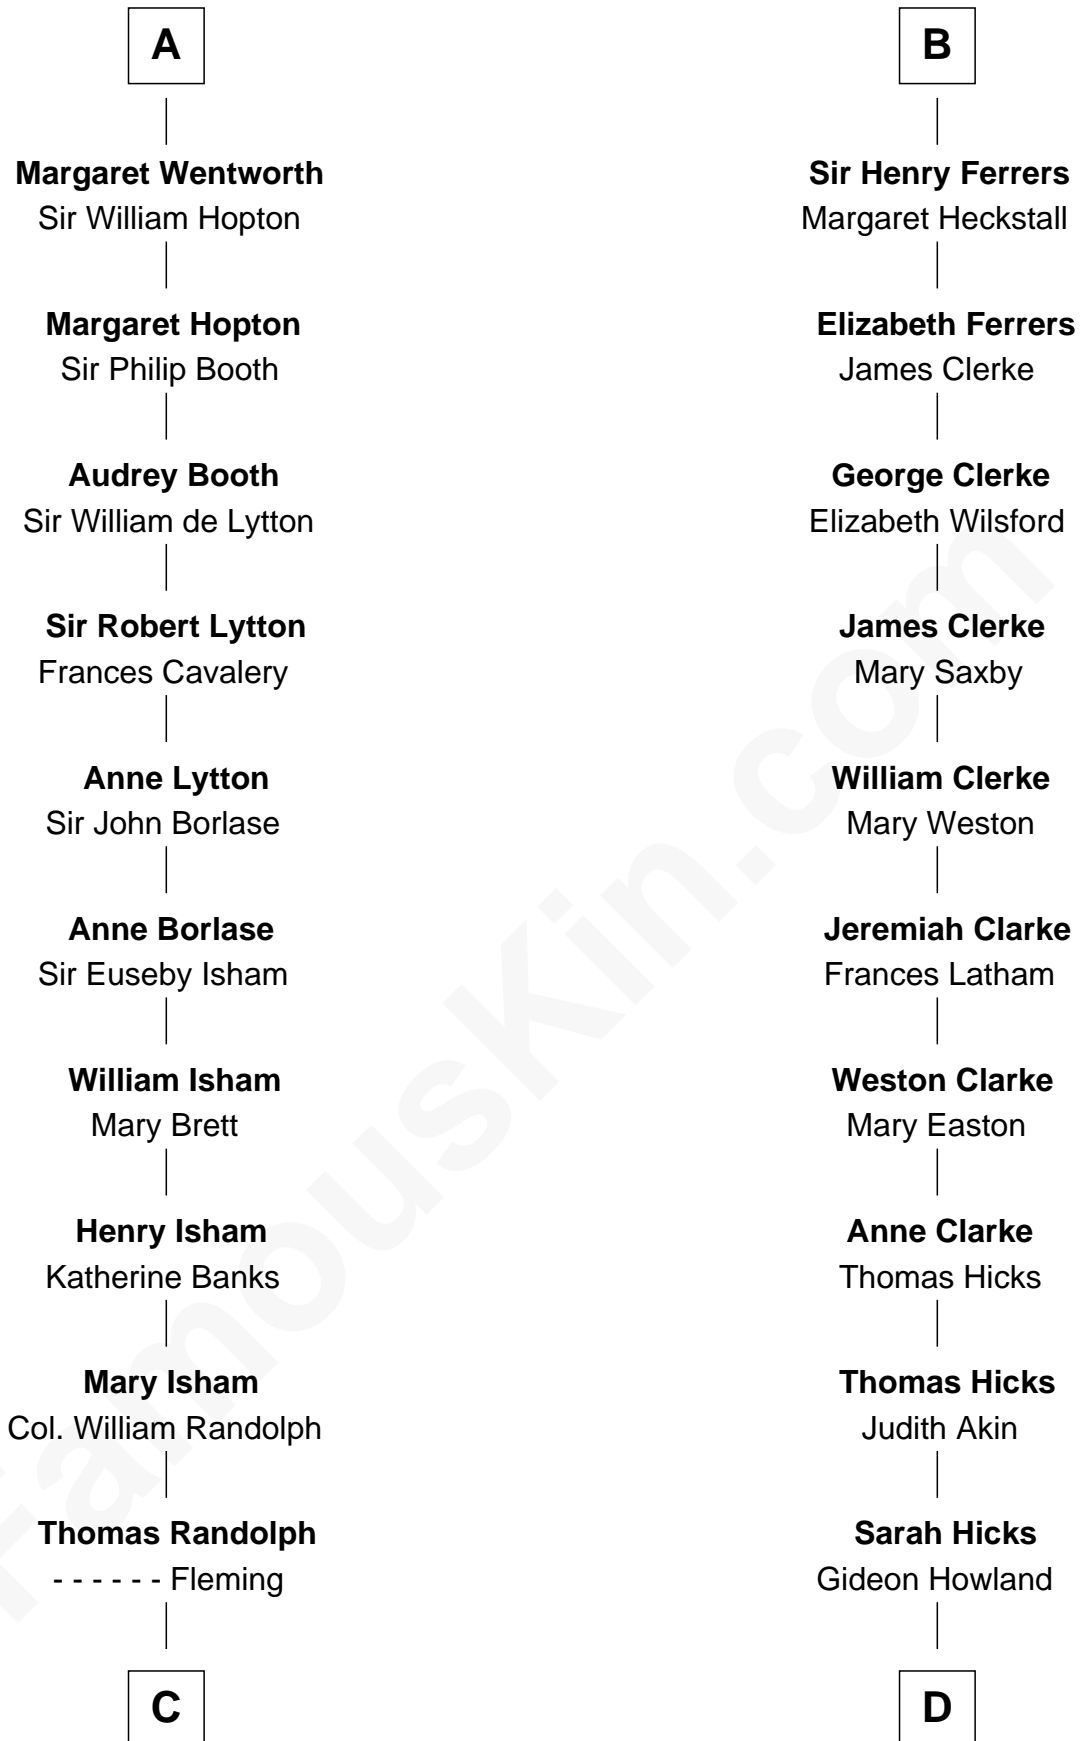 A
Margaret Wentworth
Sir William Hopton
Margaret Hopton
Sir Philip Booth
Audrey Booth
Sir William de Lytton
Sir Robert Lytton
Frances Cavalery
Anne Lytton
Sir John Borlase
Anne Borlase
Sir Euseby Isham
William Isham
Mary Brett
Henry Isham
Katherine Banks
Mary Isham
Col. William Randolph
Thomas Randolph
- - - - - - Fleming
C
B
Sir Henry Ferrers
Margaret Heckstall
Elizabeth Ferrers
James Clerke
George Clerke
Elizabeth Wilsford
James Clerke
Mary Saxby
William Clerke
Mary Weston
Jeremiah Clarke
Frances Latham
Weston Clarke
Mary Easton
Anne Clarke
Thomas Hicks
Thomas Hicks
Judith Akin
Sarah Hicks
Gideon Howland
D
FamousKin.com